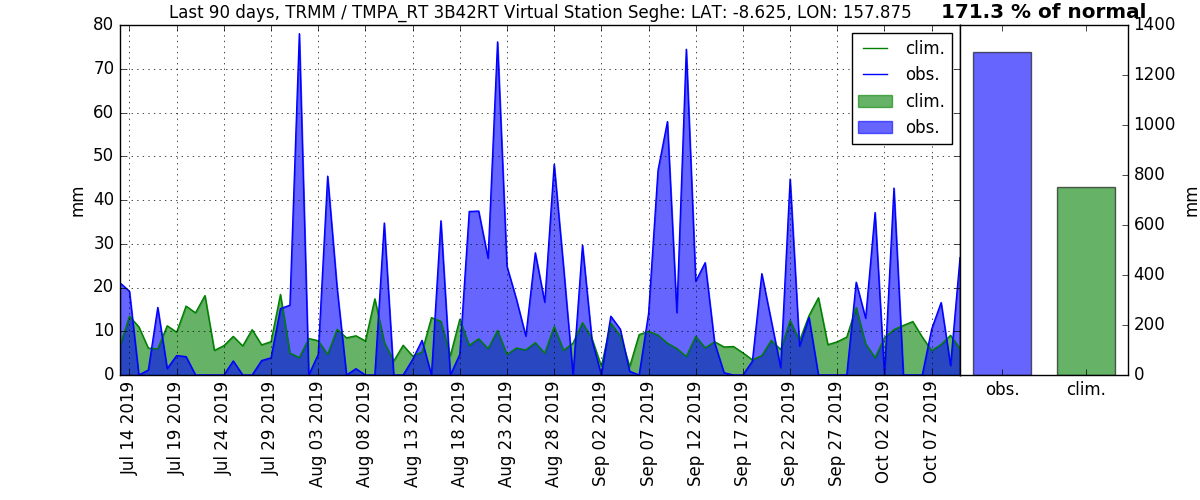 Last 90 days, TRMM / TMPA_RT 3B42RT Virtual Station Seghe: LAT: -8.625, LON: 157.875
171.3 % of normal
80
70
60
50
40
30
20
10
0
mm
clim.
obs.
clim.
obs.
1400
1200
1000
800
600
400
200
0
mm
Jul 14 2019
Jul 19 2019
Jul 24 2019
Jul 29 2019
Aug 03 2019
Aug 08 2019
Aug 13 2019
Aug 18 2019
Aug 23 2019
Aug 28 2019
Sep 02 2019
Sep 07 2019
Sep 12 2019
Sep 17 2019
Sep 22 2019
Sep 27 2019
Oct 02 2019
Oct 07 2019
obs.
clim.